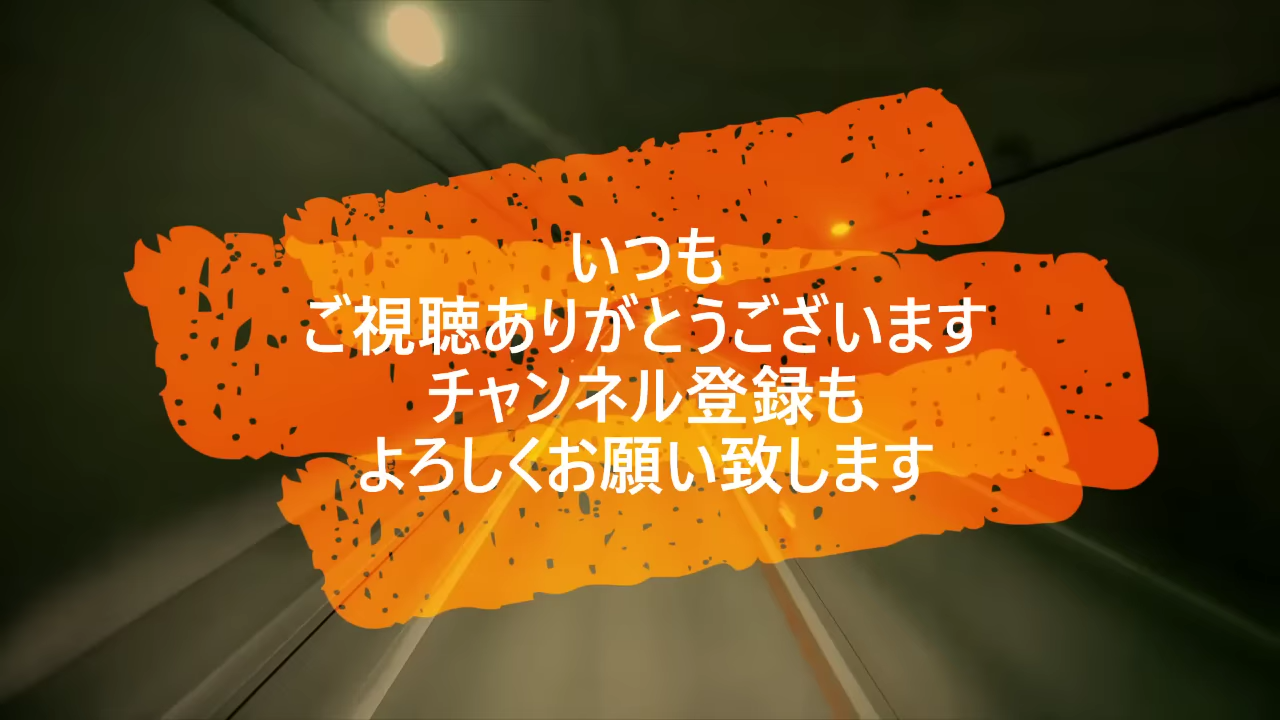 いつも
ご視聴ありがとうございます
チャンネル登録も
よろしくお願い致します